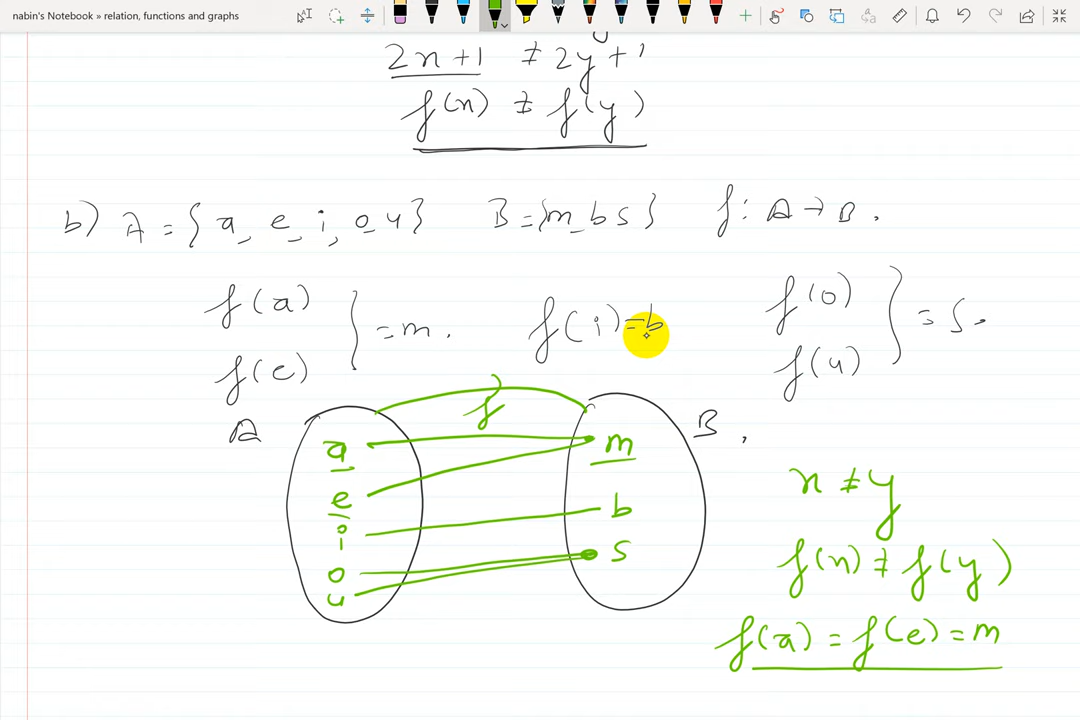 nabin's Notebook » relation, functions and graphs
2x+1 ≠ 2y+1
f(x) ≠ f(y)
b) A = {a, e, i, o, u} B = {m, b, s} f: A → B.
f(a)
f(e) } = m. f(i) = b f(o)
f(u) } = s.
f
A B.
a m
e
i b
o s
u
x ≠ y
f(x) ≠ f(y)
f(a) = f(e) = m